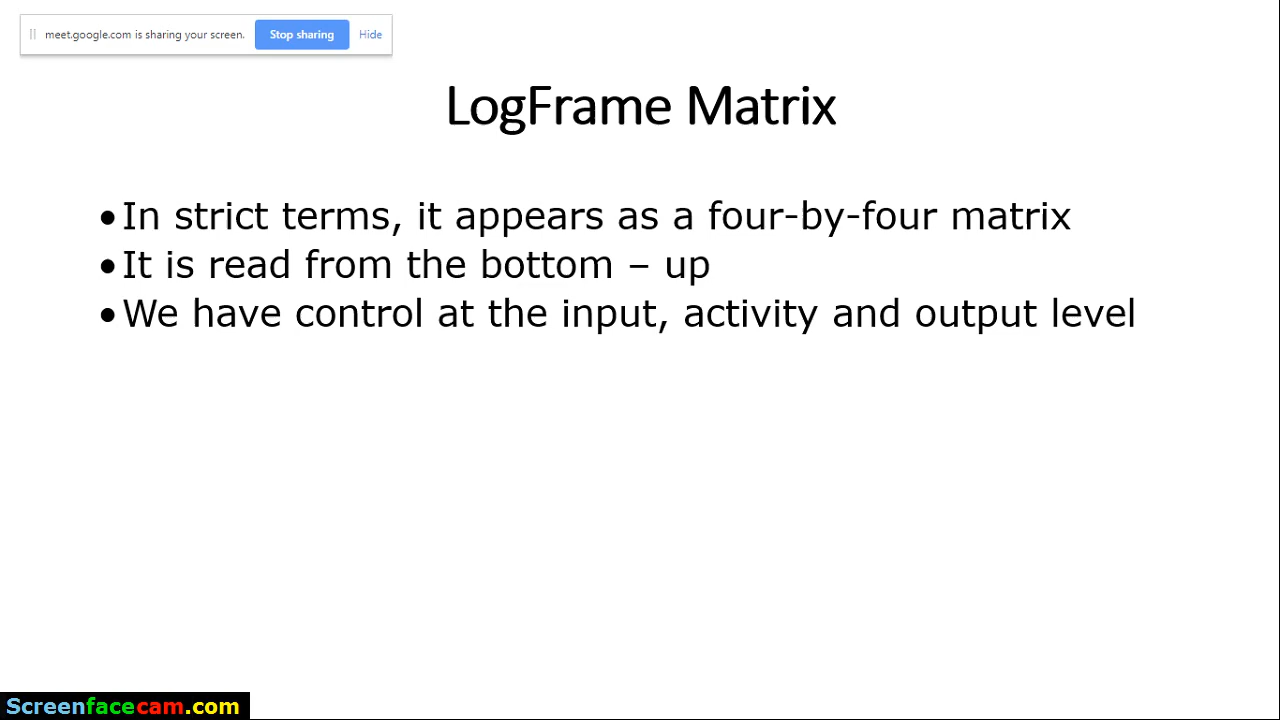 meet.google.com is sharing your screen. Stop sharing Hide
LogFrame Matrix
•In strict terms, it appears as a four-by-four matrix
•It is read from the bottom – up
•We have control at the input, activity and output level
Screenfacecam.com